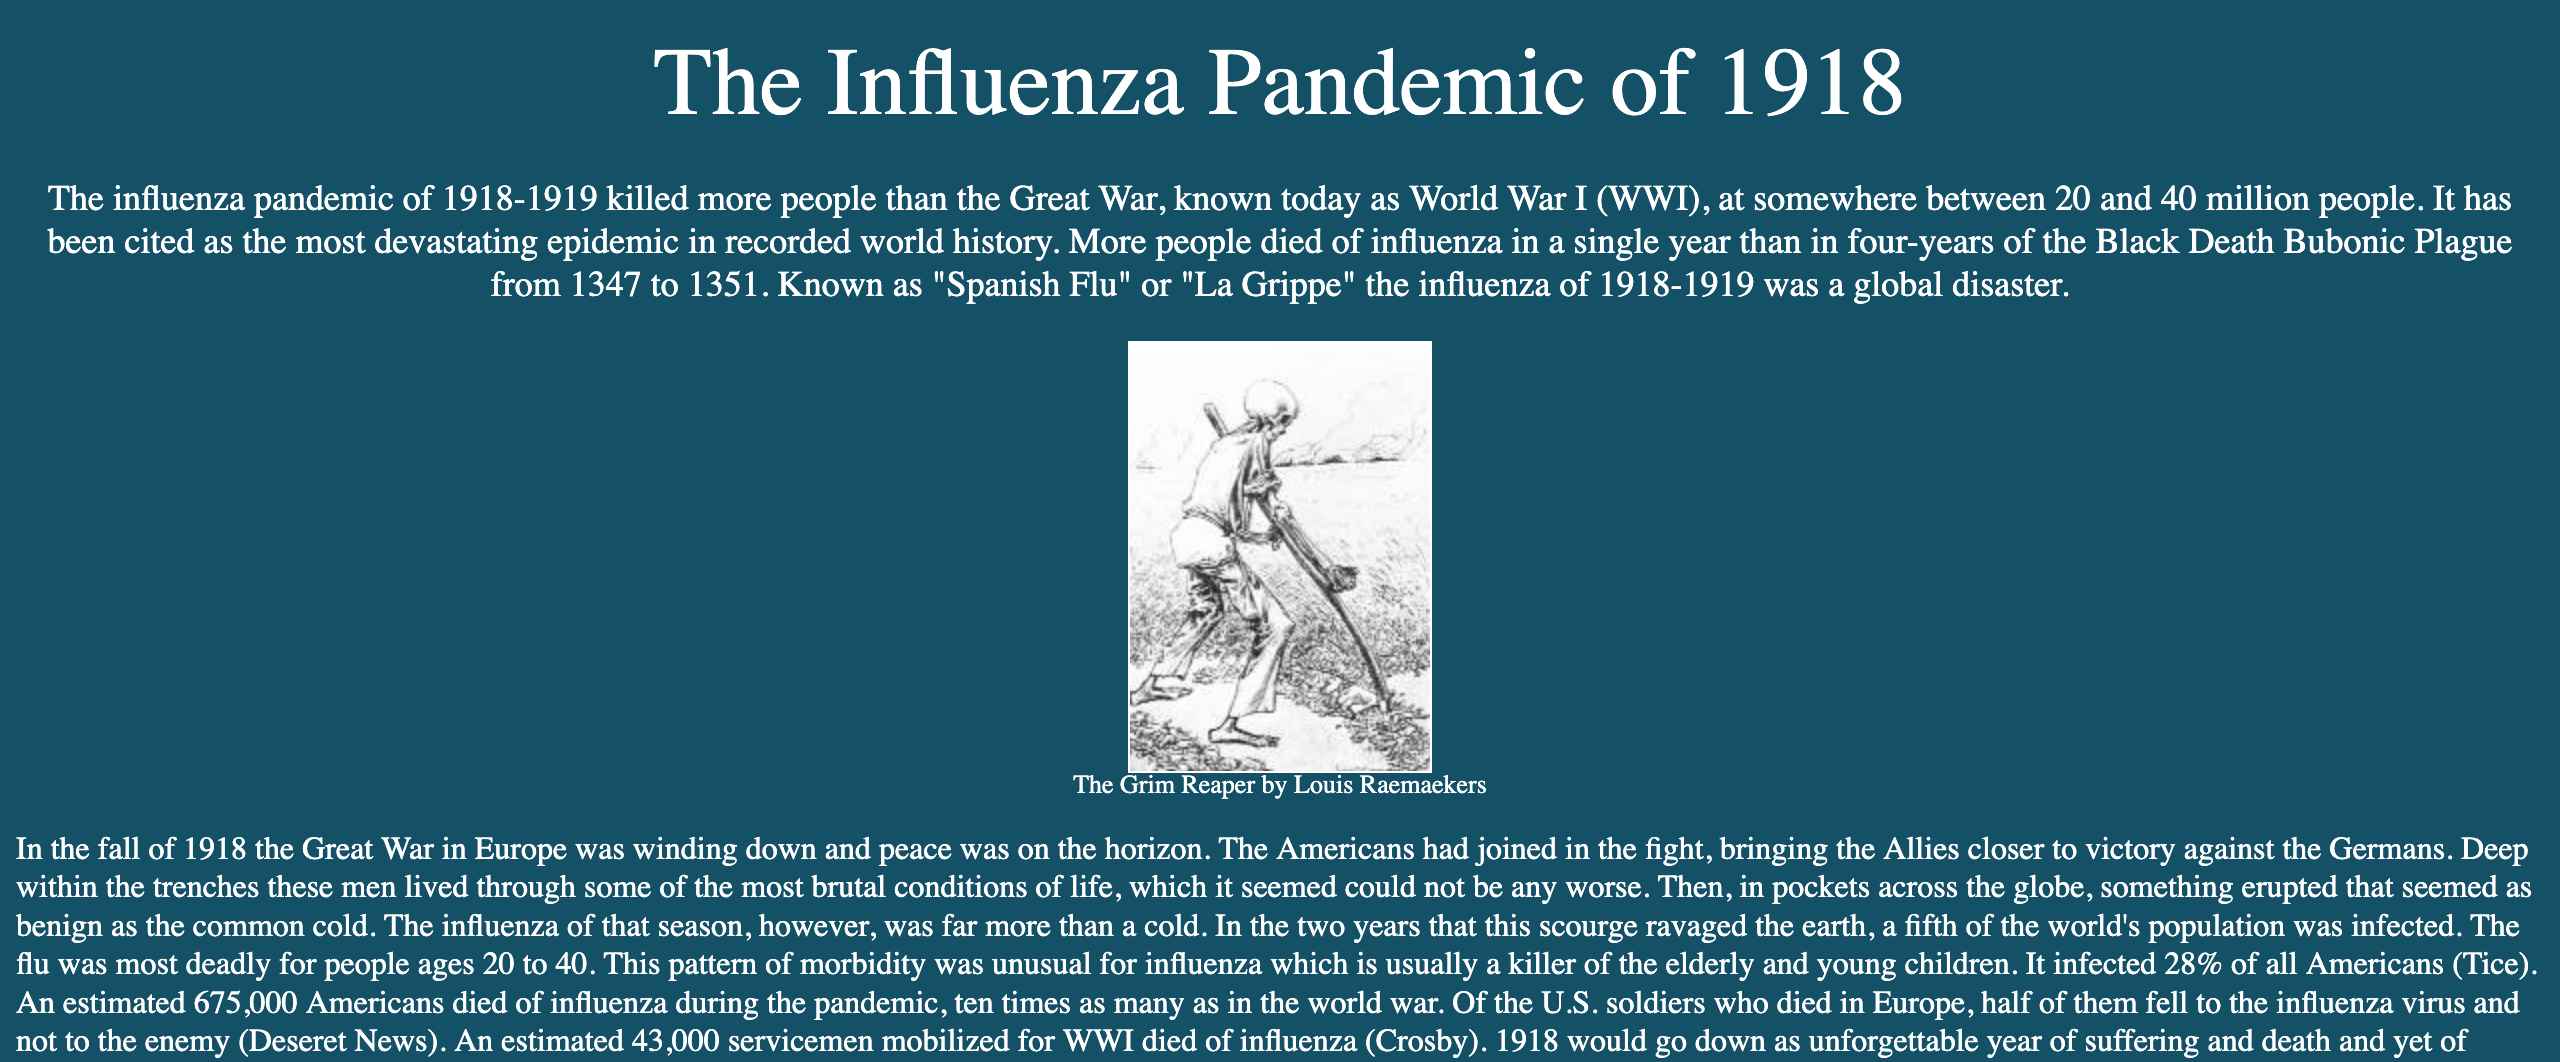 The Influenza Pandemic of 1918
The influenza pandemic of 1918-1919 killed more people than the Great War, known today as World War I (WWI), at somewhere between 20 and 40 million people. It has
been cited as the most devastating epidemic in recorded world history. More people died of influenza in a single year than in four-years of the Black Death Bubonic Plague
from 1347 to 1351. Known as "Spanish Flu" or "La Grippe" the influenza of 1918-1919 was a global disaster.
The Grim Reaper by Louis Raemaekers
In the fall of 1918 the Great War in Europe was winding down and peace was on the horizon. The Americans had joined in the fight, bringing the Allies closer to victory against the Germans. Deep
within the trenches these men lived through some of the most brutal conditions of life, which it seemed could not be any worse. Then, in pockets across the globe, something erupted that seemed as
benign as the common cold. The influenza of that season, however, was far more than a cold. In the two years that this scourge ravaged the earth, a fifth of the world's population was infected. The
flu was most deadly for people ages 20 to 40. This pattern of morbidity was unusual for influenza which is usually a killer of the elderly and young children. It infected 28% of all Americans (Tice).
An estimated 675,000 Americans died of influenza during the pandemic, ten times as many as in the world war. Of the U.S. soldiers who died in Europe, half of them fell to the influenza virus and
not to the enemy (Deseret News). An estimated 43,000 servicemen mobilized for WWI died of influenza (Crosby). 1918 would go down as unforgettable year of suffering and death and yet of